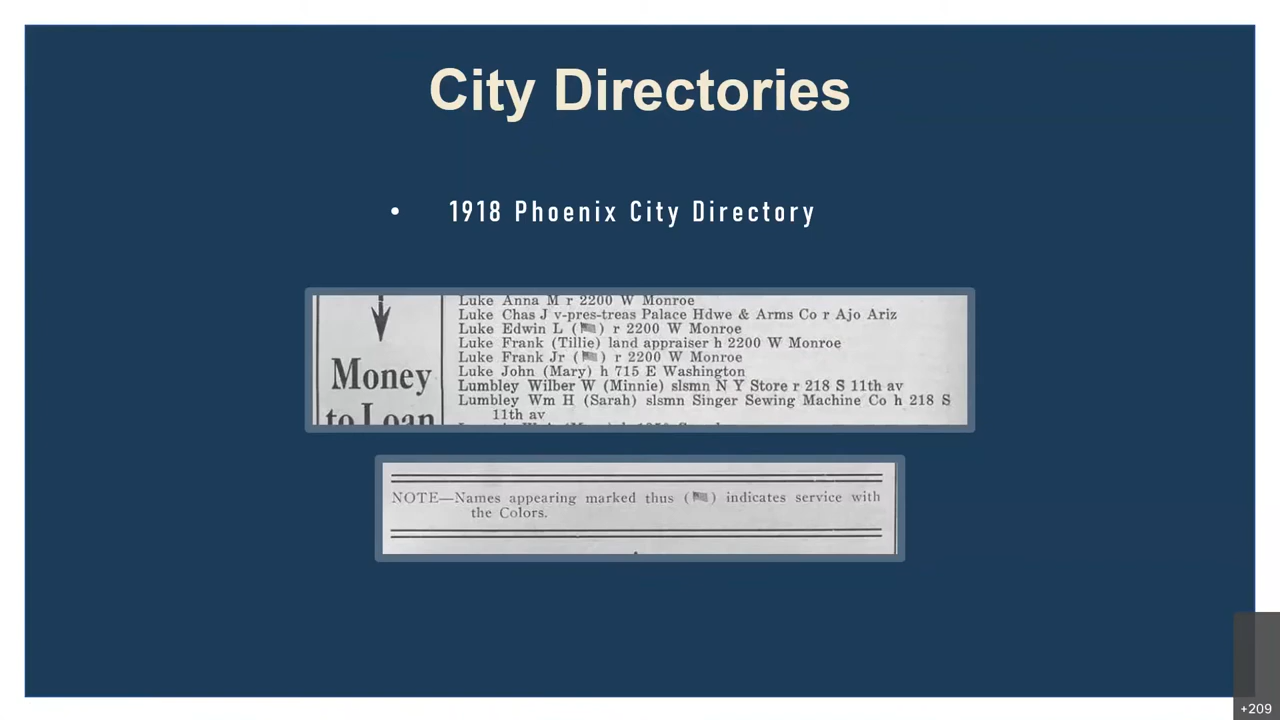 City Directories
• 1918 Phoenix City Directory
Luke Anna M r 2200 W Monroe
Luke Chas J v-pres-treas Palace Hdwe & Arms Co r Ajo Ariz
Luke Edwin L ( ) r 2200 W Monroe
Luke Frank (Tillie) land appraiser h 2200 W Monroe
Luke Frank Jr ( ) r 2200 W Monroe
Luke John (Mary) h 715 E Washington
Lumbley Wilber W (Minnie) slsmn N Y Store r 218 S 11th av
Lumbley Wm H (Sarah) slsmn Singer Sewing Machine Co h 218 S
11th av
Money
to Loan
NOTE—Names appearing marked thus ( ) indicates service with
the Colors.
+209